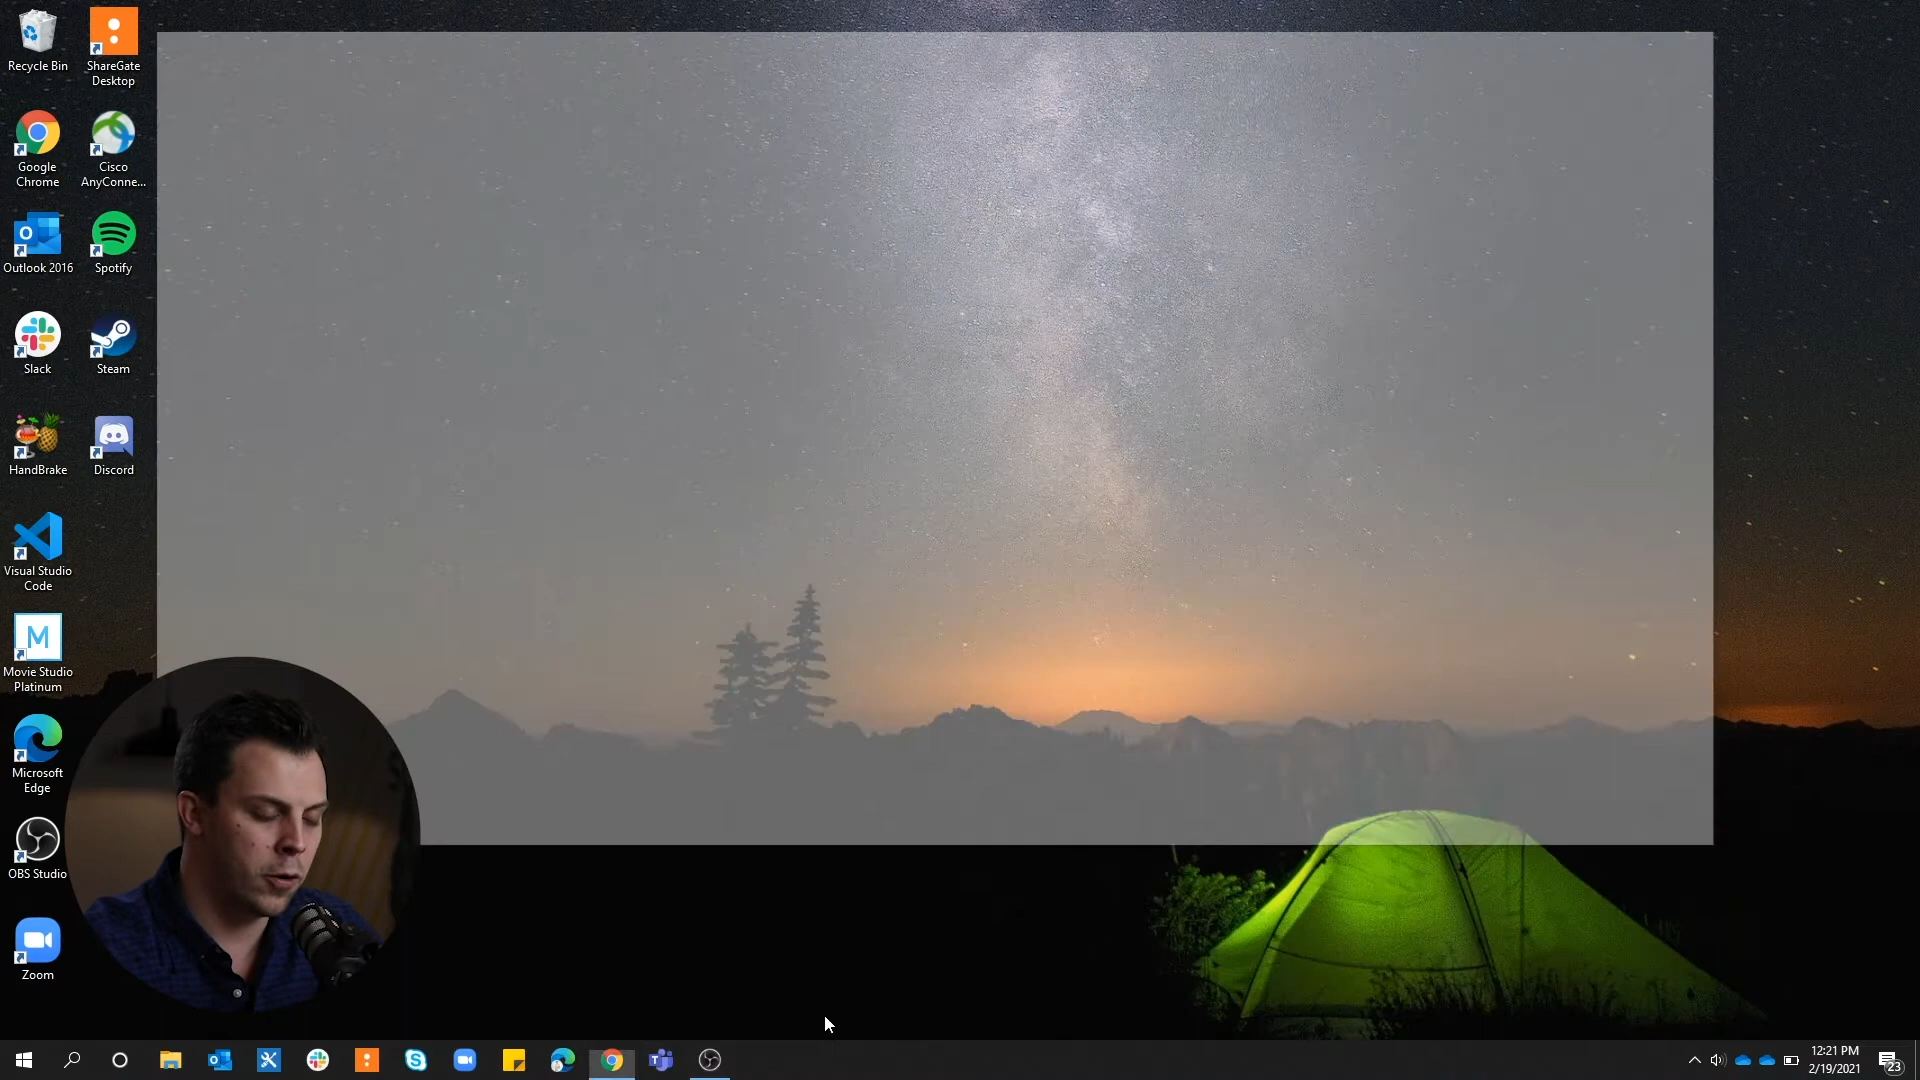 Recycle Bin
ShareGate
Desktop
Google
Chrome
Cisco
AnyConne...
Outlook 2016
Spotify
Slack
Steam
HandBrake
Discord
Visual Studio
Code
M
Movie Studio
Platinum
Microsoft
Edge
OBS Studio
Zoom
12:21 PM
2/19/2021
23